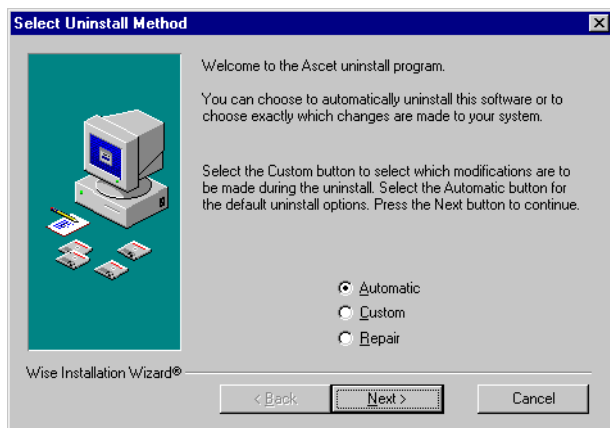 Select Uninstall Method
Welcome to the Ascet uninstall program.
You can choose to automatically uninstall this software or to
choose exactly which changes are made to your system.
Select the Custom button to select which modifications are to
be made during the uninstall. Select the Automatic button for
the default uninstall options. Press the Next button to continue.
Automatic
Custom
Repair
Wise Installation Wizard®
< Back
Next >
Cancel